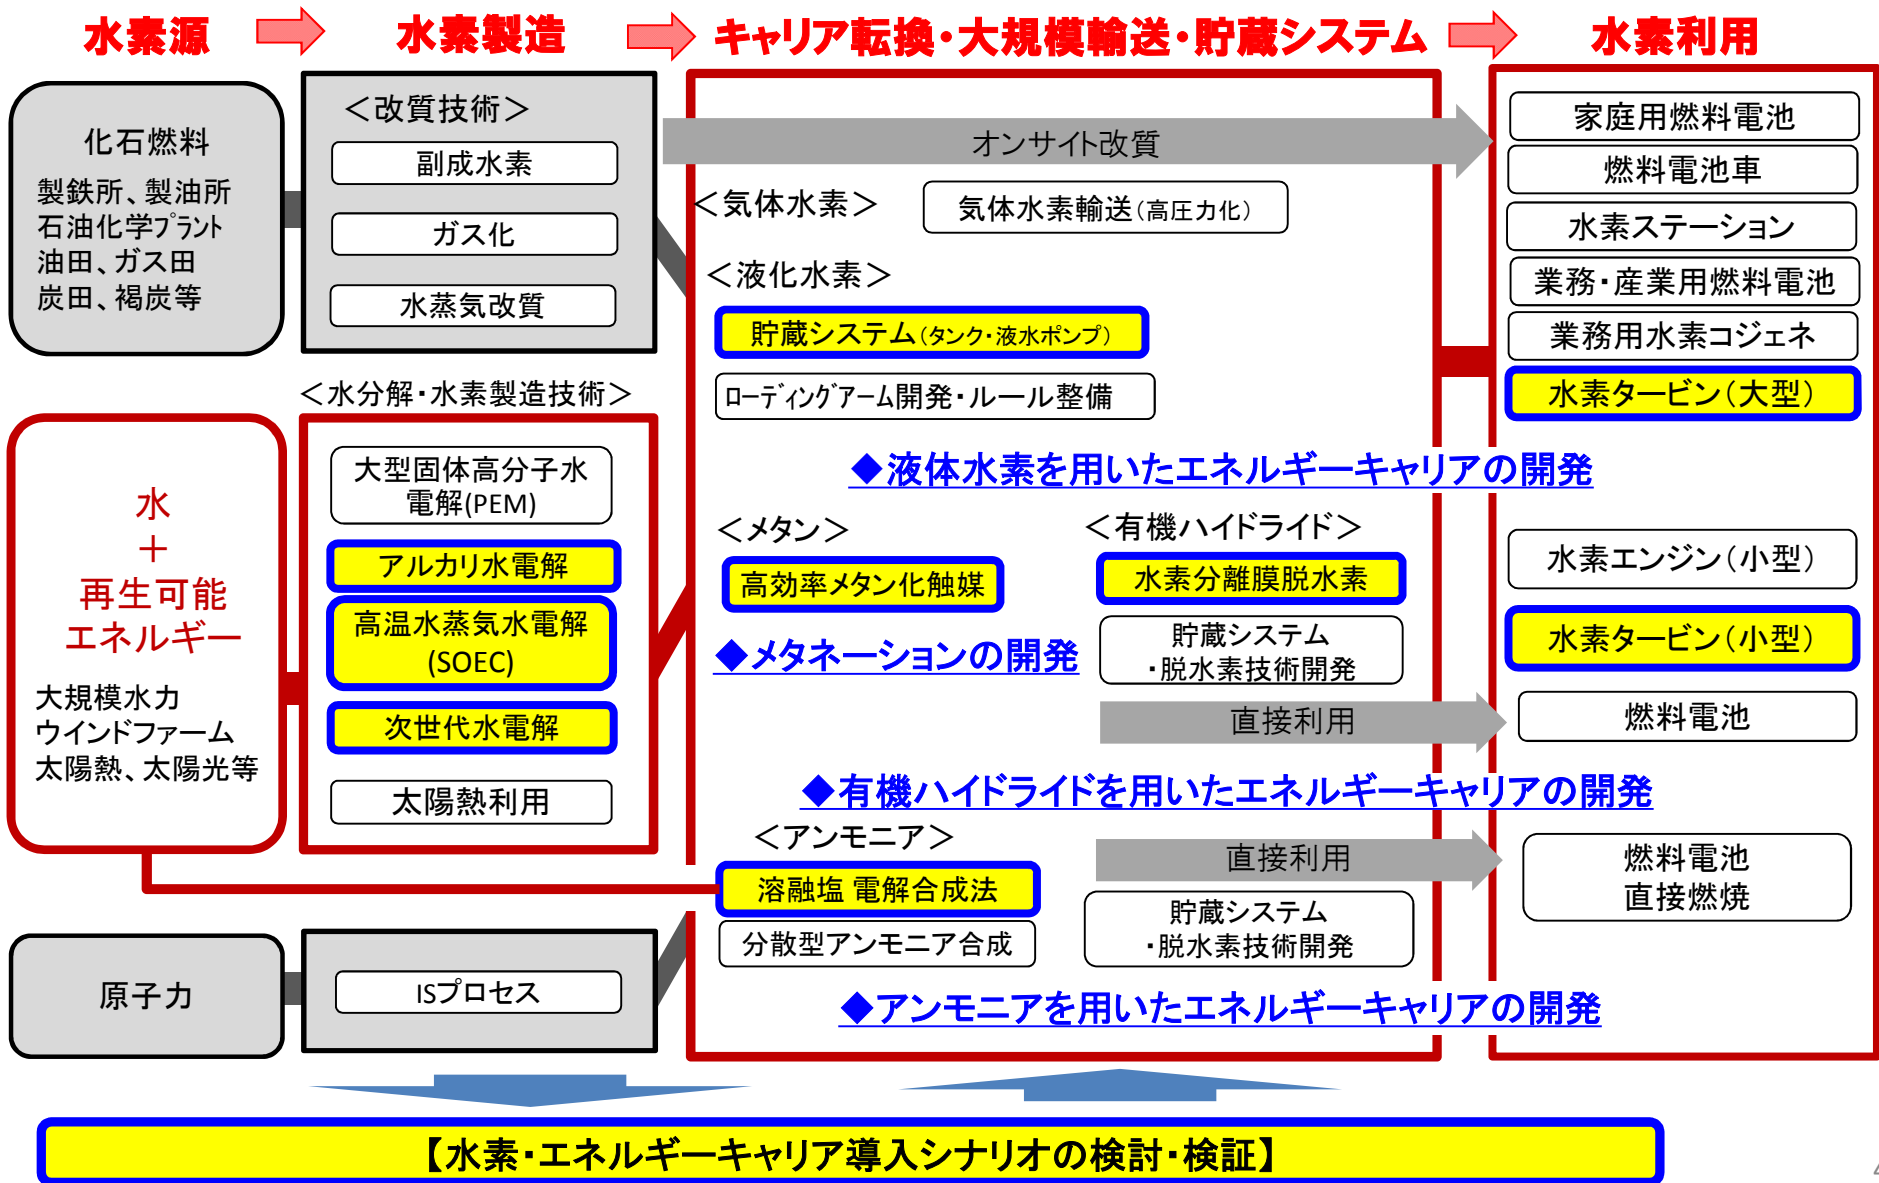 水素源
水素製造
キャリア転換・大規模輸送・貯蔵システム
水素利用
化石燃料
製鉄所、製油所
石油化学プラント
油田、ガス田
炭田、褐炭等
＜改質技術＞
副成水素
ガス化
水蒸気改質
オンサイト改質
＜気体水素＞
気体水素輸送（高圧力化）
＜液化水素＞
貯蔵システム（タンク・液水ポンプ）
ローディングアーム開発・ルール整備
◆液体水素を用いたエネルギーキャリアの開発
家庭用燃料電池
燃料電池車
水素ステーション
業務・産業用燃料電池
業務用水素コジェネ
水素タービン（大型）
＜水分解・水素製造技術＞
水
＋
再生可能
エネルギー
大規模水力
ウインドファーム
太陽熱、太陽光等
大型固体高分子水
電解(PEM)
アルカリ水電解
高温水蒸気水電解
(SOEC)
次世代水電解
太陽熱利用
＜メタン＞
高効率メタン化触媒
◆メタネーションの開発
＜有機ハイドライド＞
水素分離膜脱水素
貯蔵システム
・脱水素技術開発
直接利用
◆有機ハイドライドを用いたエネルギーキャリアの開発
水素エンジン（小型）
水素タービン（小型）
燃料電池
＜アンモニア＞
溶融塩 電解合成法
分散型アンモニア合成
直接利用
貯蔵システム
・脱水素技術開発
◆アンモニアを用いたエネルギーキャリアの開発
燃料電池
直接燃焼
原子力
ISプロセス
【水素・エネルギーキャリア導入シナリオの検討・検証】